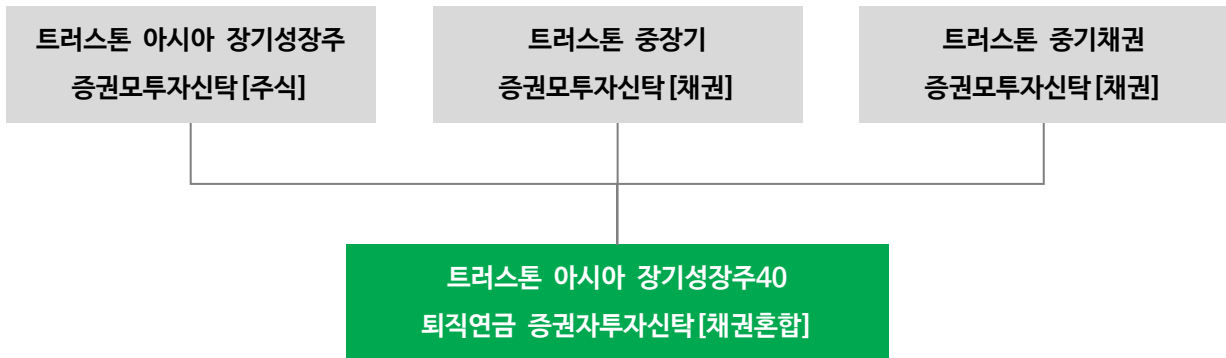 트러스톤 아시아 장기성장주
증권모투자신탁[주식]
트러스톤 중장기
증권모투자신탁[채권]
트러스톤 중기채권
증권모투자신탁[채권]
트러스톤 아시아 장기성장주40
퇴직연금 증권자투자신탁[채권혼합]